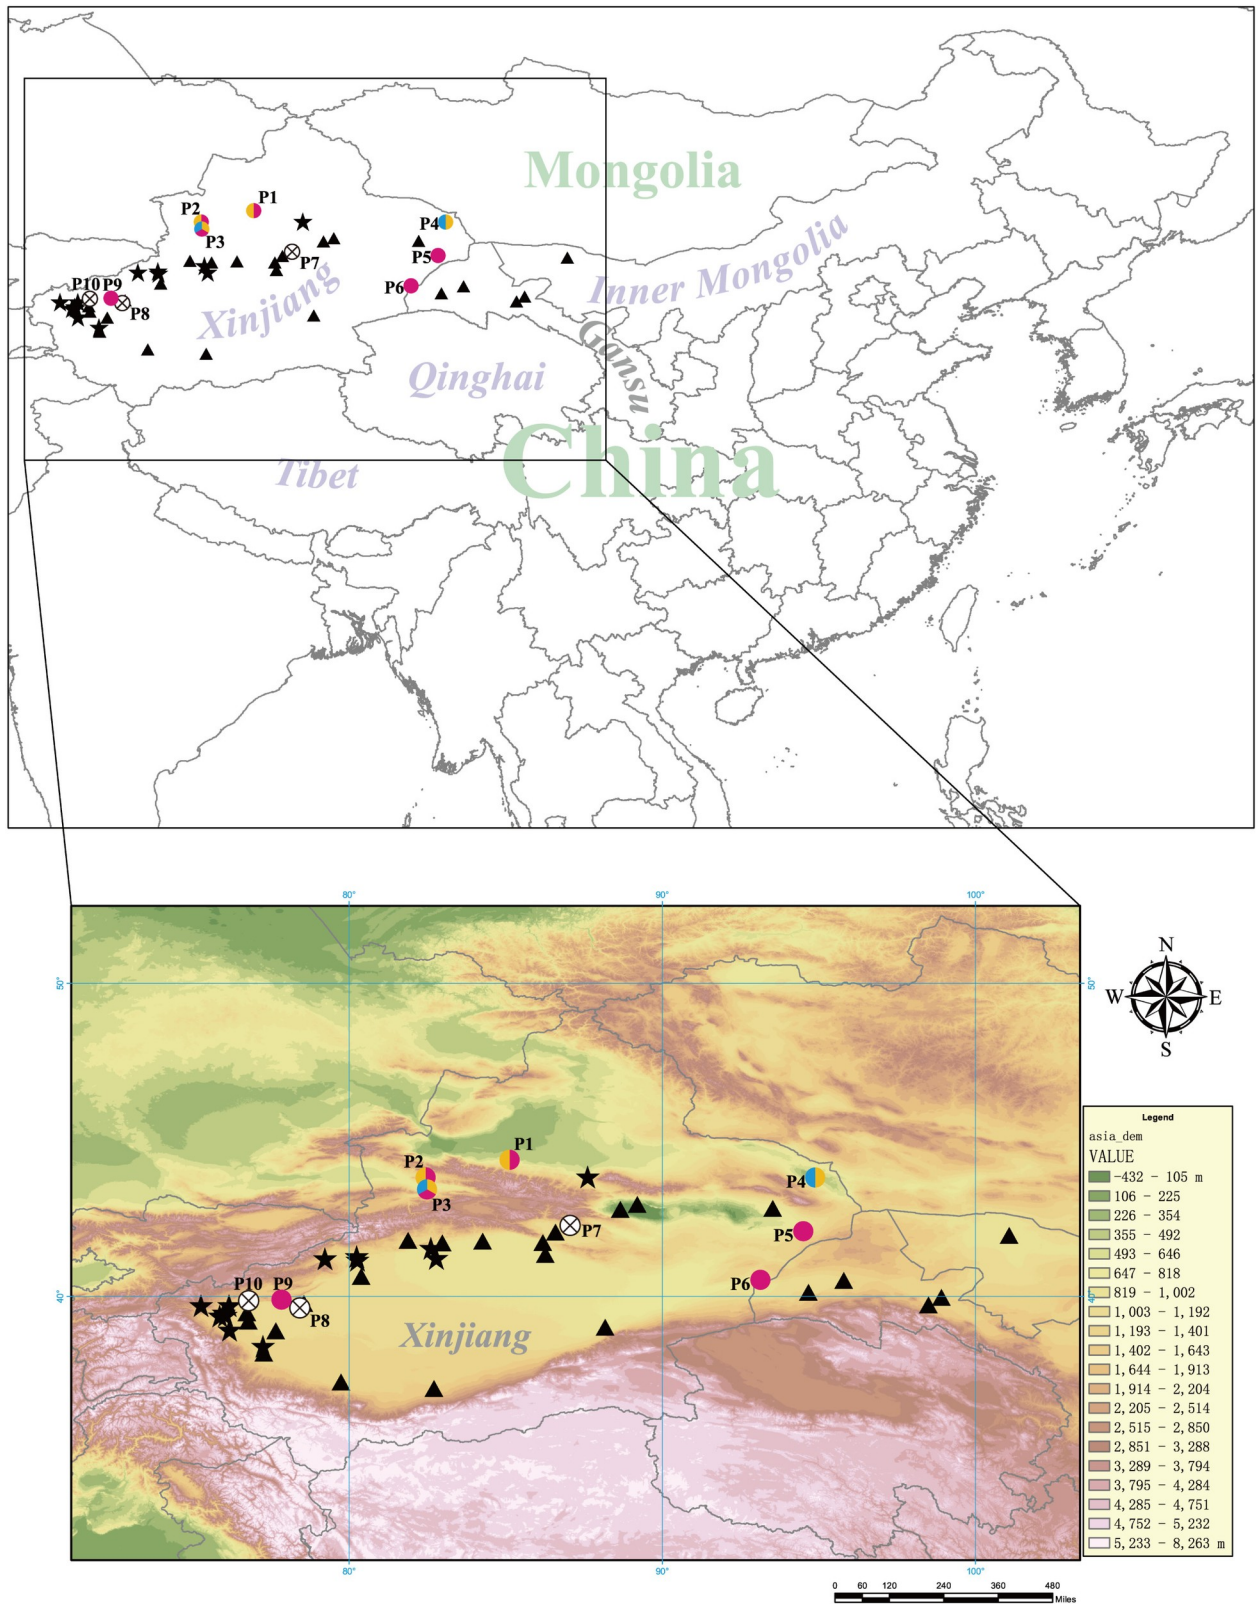 Mongolia
P1
P2
P3
P4
P5
P6
P7
P10
P9
P8
Inner Mongolia
Xinjiang
Gansu
Qinghai
China
Tibet
80°
90°
100°
50°
50°
N
W
E
S
P1
P2
P3
P4
P5
P6
P7
P10
P9
P8
40°
40°
Xinjiang
Legend
asia_dem
VALUE
-432 - 105 m
106 - 225
226 - 354
355 - 492
493 - 646
647 - 818
819 - 1,002
1,003 - 1,192
1,193 - 1,401
1,402 - 1,643
1,644 - 1,913
1,914 - 2,204
2,205 - 2,514
2,515 - 2,850
2,851 - 3,288
3,289 - 3,794
3,795 - 4,284
4,285 - 4,751
4,752 - 5,232
5,233 - 8,263 m
80°
90°
100°
0 60 120 240 360 480
Miles